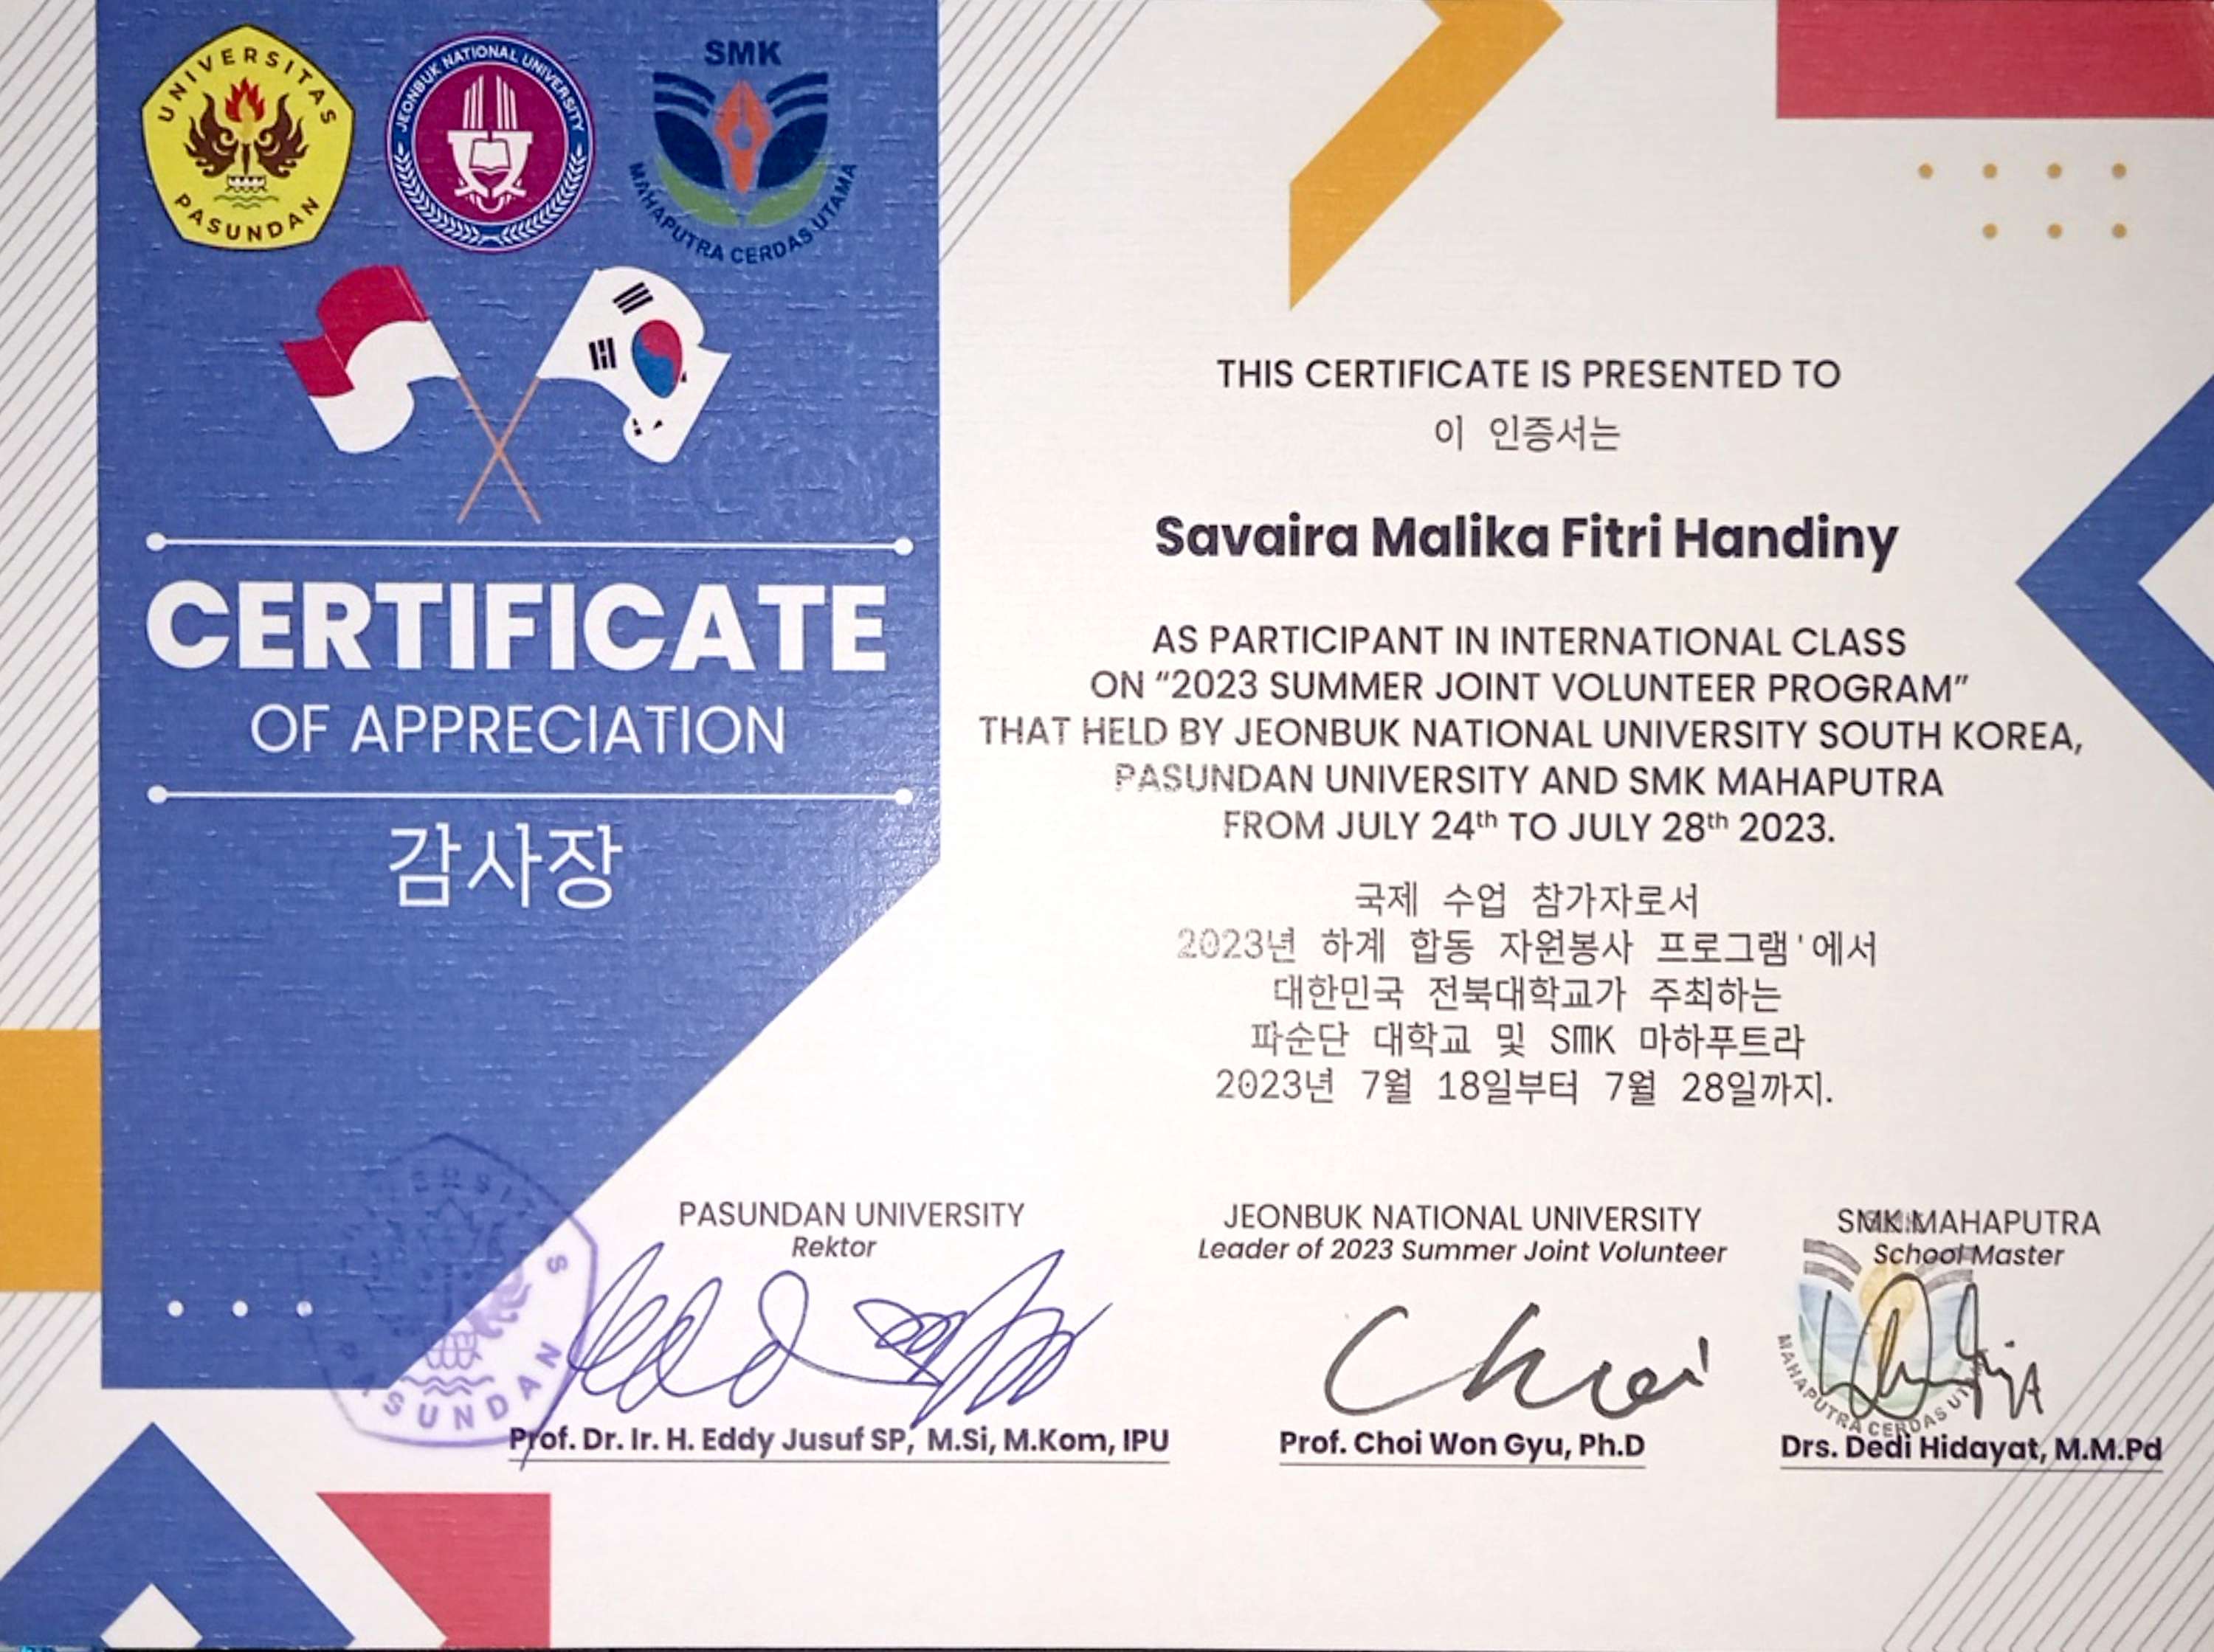 UNIVERSITAS
PASUNDAN
JEONBUK NATIONAL UNIVERSITY
SMK
MAHAPUTRA CERDAS UTAMA
CERTIFICATE
OF APPRECIATION
감사장
THIS CERTIFICATE IS PRESENTED TO
이 인증서는
Savaira Malika Fitri Handiny
AS PARTICIPANT IN INTERNATIONAL CLASS
ON “2023 SUMMER JOINT VOLUNTEER PROGRAM”
THAT HELD BY JEONBUK NATIONAL UNIVERSITY SOUTH KOREA,
PASUNDAN UNIVERSITY AND SMK MAHAPUTRA
FROM JULY 24th TO JULY 28th 2023.
국제 수업 참가자로서
2023년 하계 합동 자원봉사 프로그램'에서
대한민국 전북대학교가 주최하는
파순단 대학교 및 SMK 마하푸트라
2023년 7월 18일부터 7월 28일까지.
PASUNDAN UNIVERSITY
Rektor
PASUNDAN
Prof. Dr. Ir. H. Eddy Jusuf SP, M.Si, M.Kom, IPU
JEONBUK NATIONAL UNIVERSITY
Leader of 2023 Summer Joint Volunteer
Choi
Prof. Choi Won Gyu, Ph.D
SMK MAHAPUTRA
School Master
MAHAPUTRA CERDAS UTAMA
Drs. Dedi Hidayat, M.M.Pd